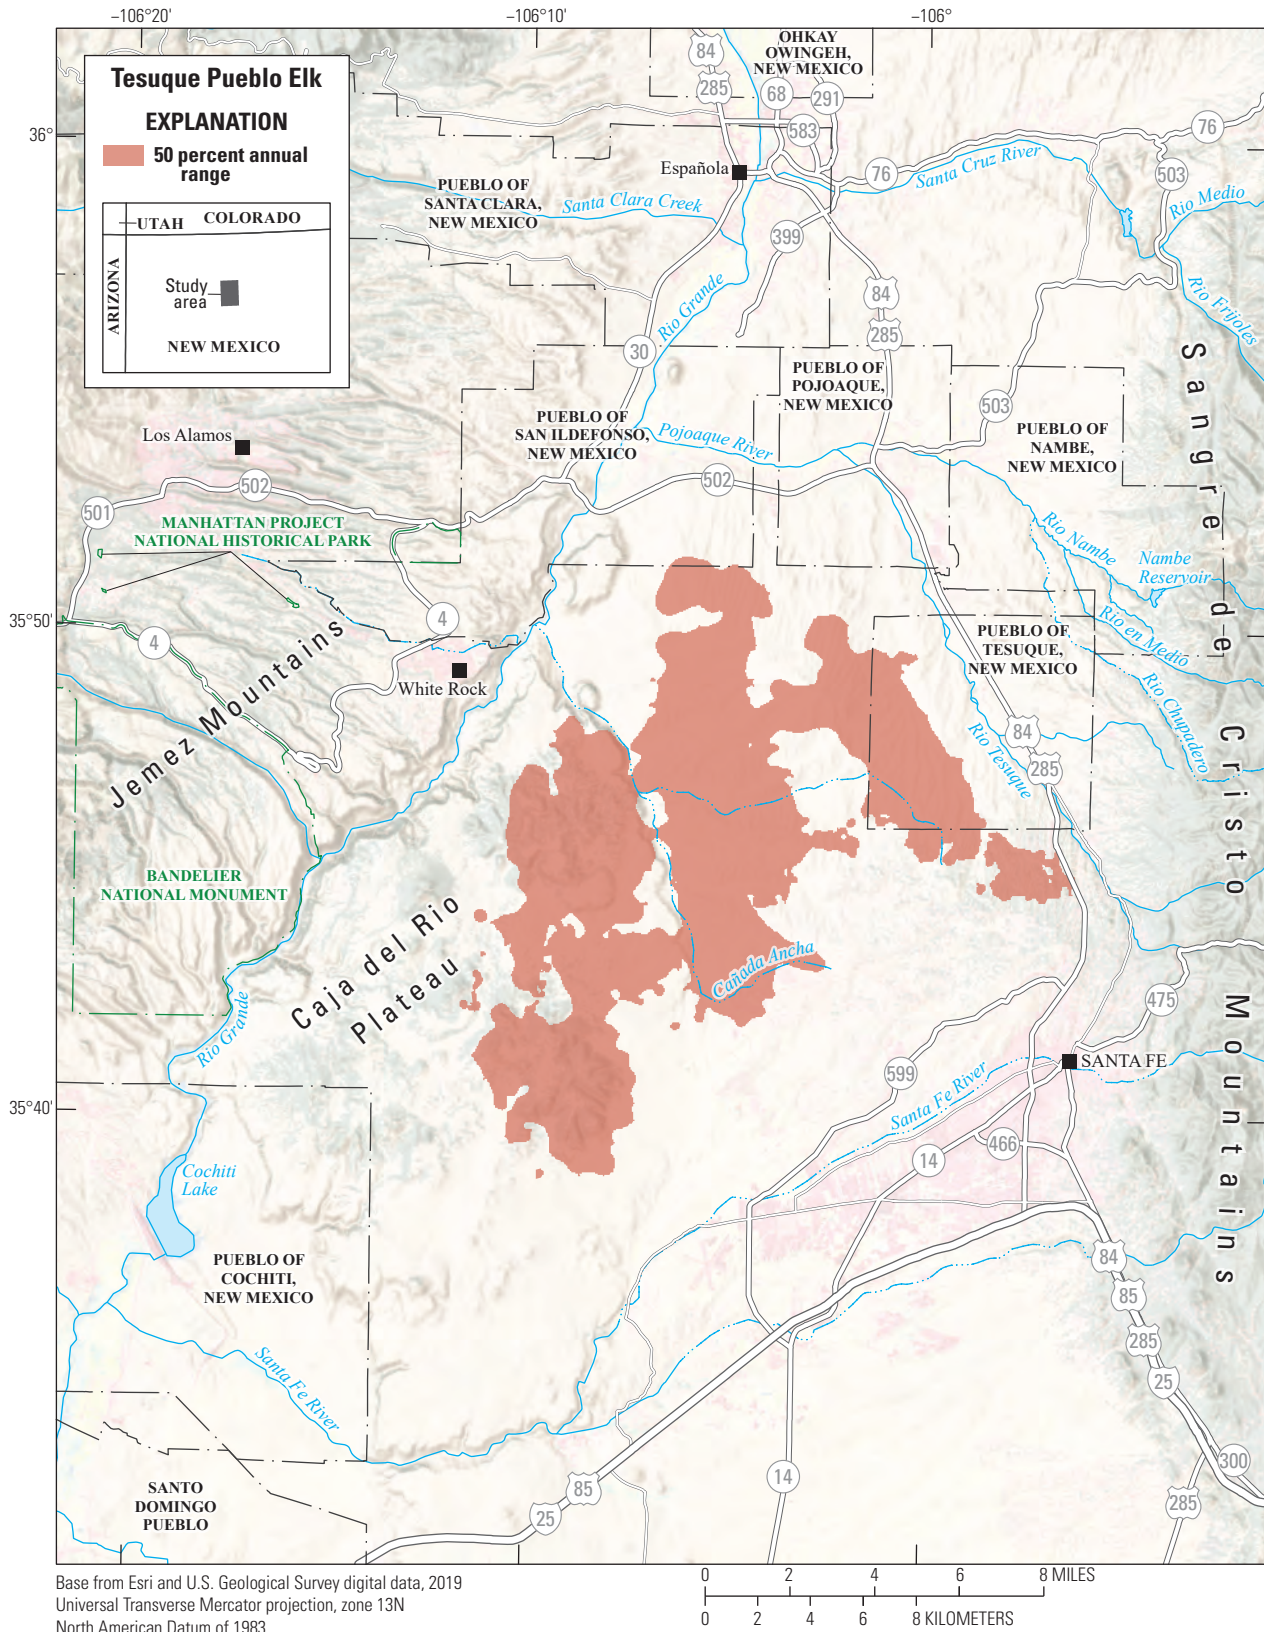 −106°20'
−106°10'
−106°
Tesuque Pueblo Elk
EXPLANATION
50 percent annual
range
UTAH
COLORADO
ARIZONA
Study
area
NEW MEXICO
OHKAY
OWINGEH,
NEW MEXICO
84
285
68
291
583
76
36°
Española
76
Santa Cruz River
503
Rio Medio
PUEBLO OF
SANTA CLARA,
NEW MEXICO
Santa Clara Creek
399
Rio Grande
84
285
Rio Frijoles
30
PUEBLO OF
POJOAQUE,
NEW MEXICO
503
PUEBLO OF
SAN ILDEFONSO,
NEW MEXICO
Pojoaque River
PUEBLO OF
NAMBE,
NEW MEXICO
Los Alamos
502
502
501
MANHATTAN PROJECT
NATIONAL HISTORICAL PARK
Rio Nambe
Nambe
Reservoir
35°50'
4
4
Rio en Medio
PUEBLO OF
TESUQUE,
NEW MEXICO
White Rock
Rio Chupadero
Jemez Mountains
84
285
Rio Tesuque
Sangre de Cristo Mountains
BANDELIER
NATIONAL MONUMENT
Caja del Rio
Plateau
Cañada Ancha
475
Rio Grande
SANTA FE
599
Santa Fe River
35°40'
466
14
Cochiti
Lake
PUEBLO OF
COCHITI,
NEW MEXICO
84
85
285
25
Santa Fe River
300
14
SANTO
DOMINGO
PUEBLO
85
25
285
Base from Esri and U.S. Geological Survey digital data, 2019
Universal Transverse Mercator projection, zone 13N
North American Datum of 1983
0 2 4 6 8 MILES
0 2 4 6 8 KILOMETERS